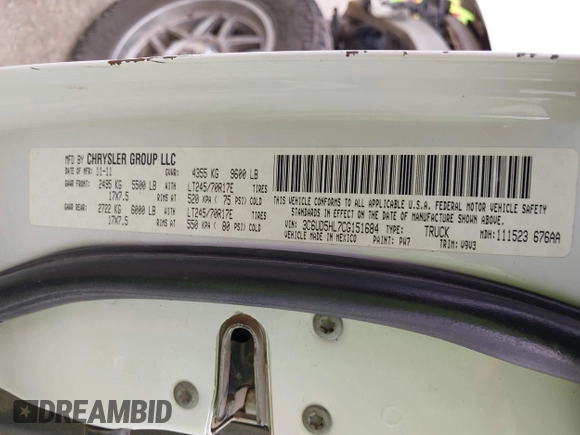 MFD BY CHRYSLER GROUP LLC
DATE OF MFR 11-11 GVWR: 4355 KG 9600 LB
GAWR FRONT: 2495 KG 5500 LB WITH LT245/70R17E TIRES
17X7.5 520 KPA ( 75 PSI) COLD
GAWR REAR: 2722 KG 6000 LB WITH LT245/70R17E TIRES
17X7.5 550 KPA ( 80 PSI) COLD
THIS VEHICLE CONFORMS TO ALL APPLICABLE U.S.A. FEDERAL MOTOR VEHICLE SAFETY
STANDARDS IN EFFECT ON THE DATE OF MANUFACTURE SHOWN ABOVE.
VIN: 3C6UD5HL7CG151684 TYPE: TRUCK MDH: 111523 676AA
VEHICLE MADE IN MEXICO PAINT: PW7 TRIM: V9V3
DREAMBID